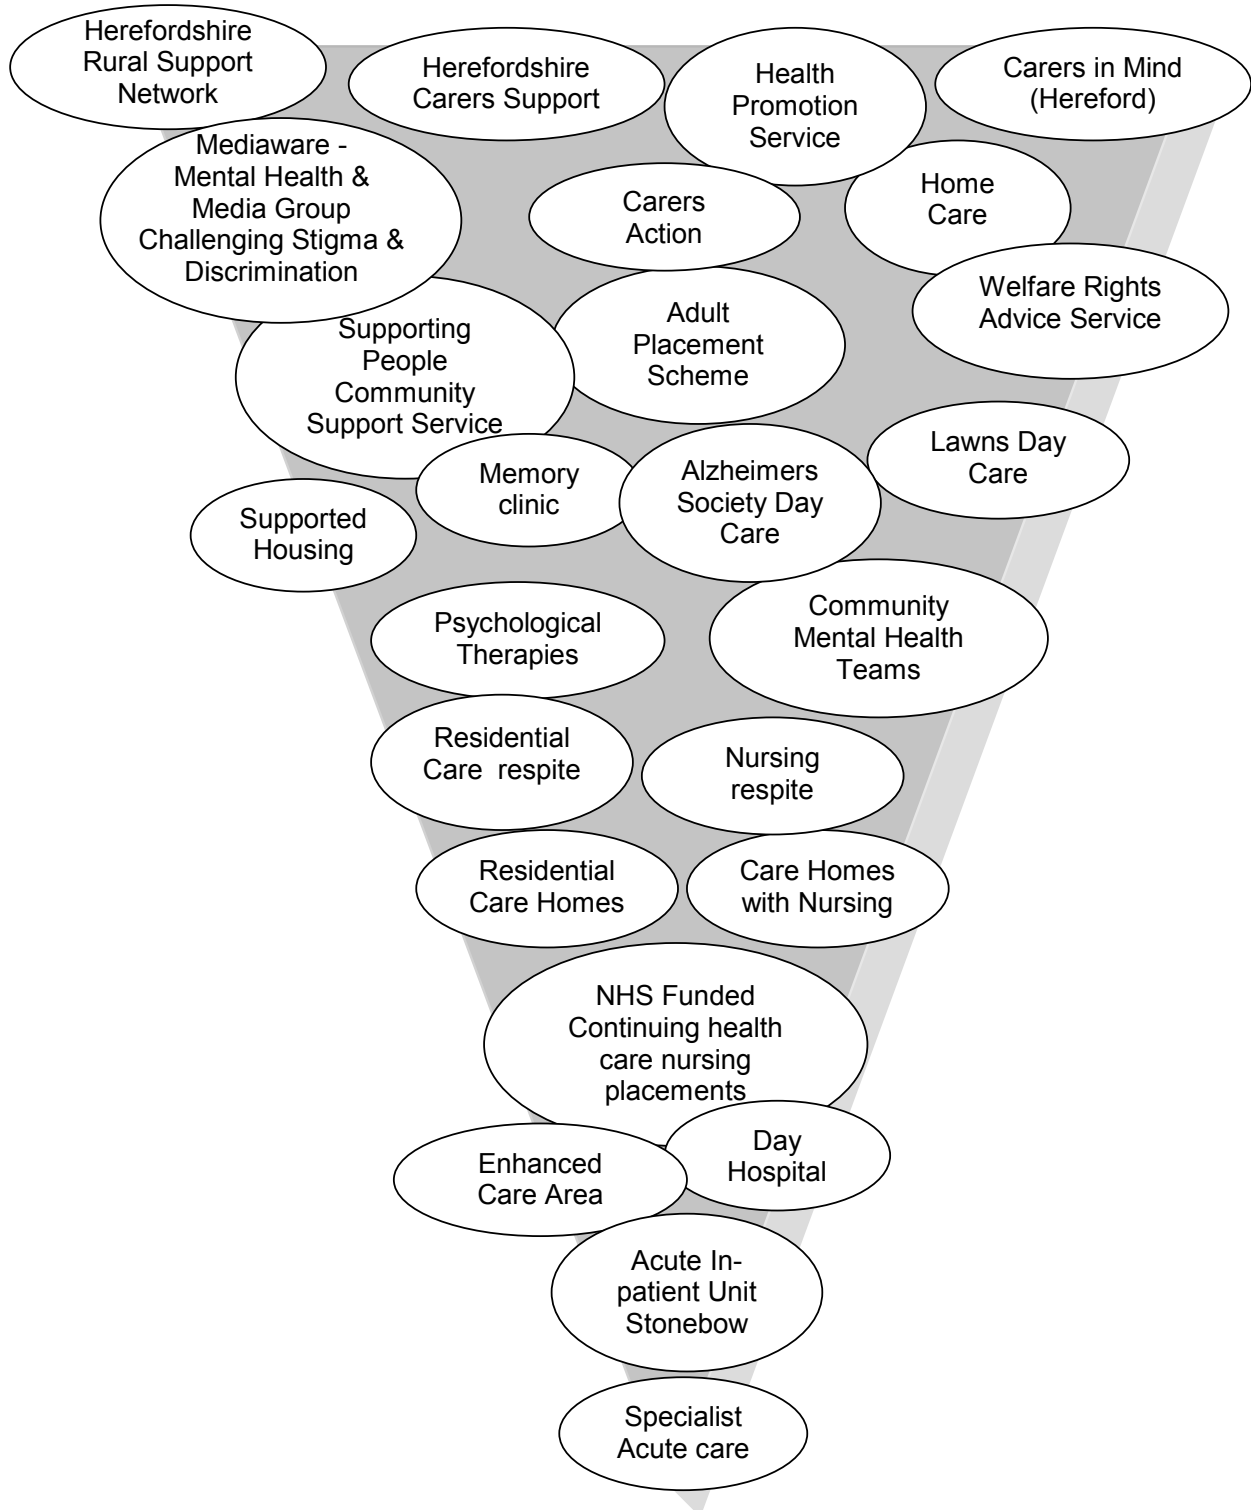 Herefordshire
Rural Support
Network
Herefordshire
Carers Support
Health
Promotion
Service
Carers in Mind
(Hereford)
Mediaware -
Mental Health &
Media Group
Challenging Stigma &
Discrimination
Carers
Action
Home
Care
Welfare Rights
Advice Service
Supporting
People
Community
Support Service
Adult
Placement
Scheme
Lawns Day
Care
Memory
clinic
Alzheimers
Society Day
Care
Supported
Housing
Psychological
Therapies
Community
Mental Health
Teams
Residential
Care respite
Nursing
respite
Residential
Care Homes
Care Homes
with Nursing
NHS Funded
Continuing health
care nursing
placements
Day
Hospital
Enhanced
Care Area
Acute In-
patient Unit
Stonebow
Specialist
Acute care